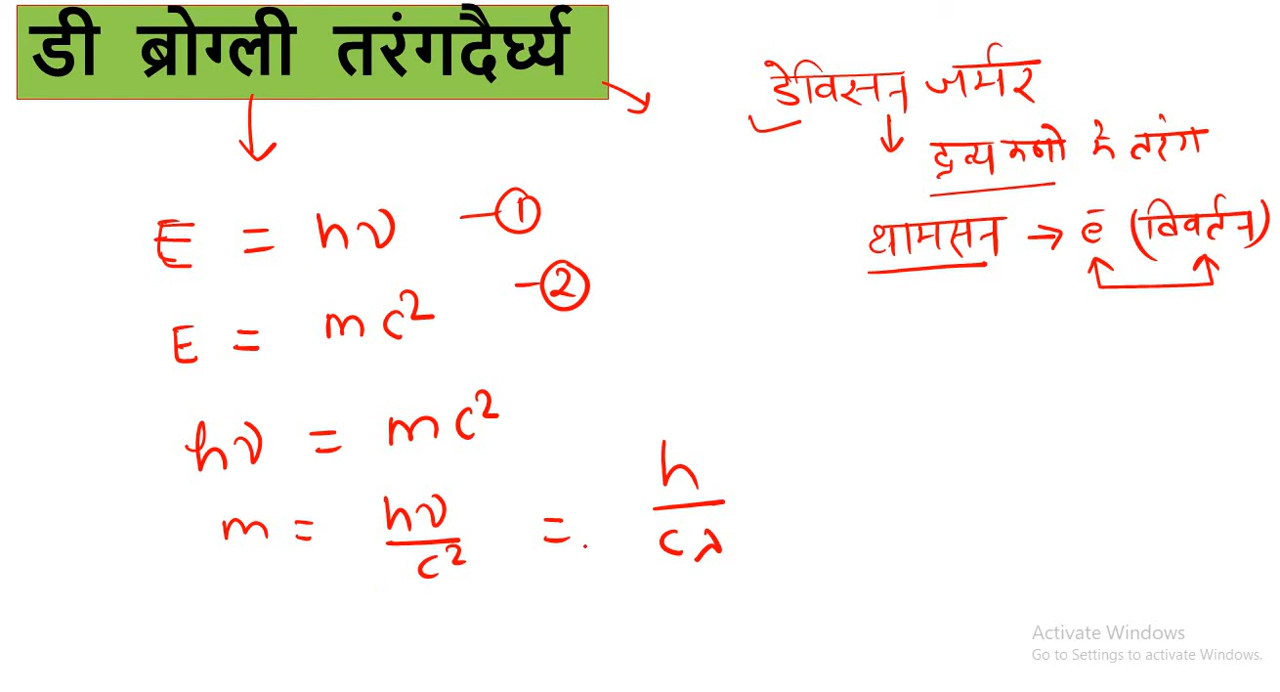 डी ब्रोग्ली तरंगदैर्घ्य
डेविसन जर्मर
द्रव्य कणो के तरंग
थामसन → e̅ (विवर्तन)
E = hν —①
E = mc² —②
hν = mc²
m = hν/c² = h/cλ
Activate Windows
Go to Settings to activate Windows.